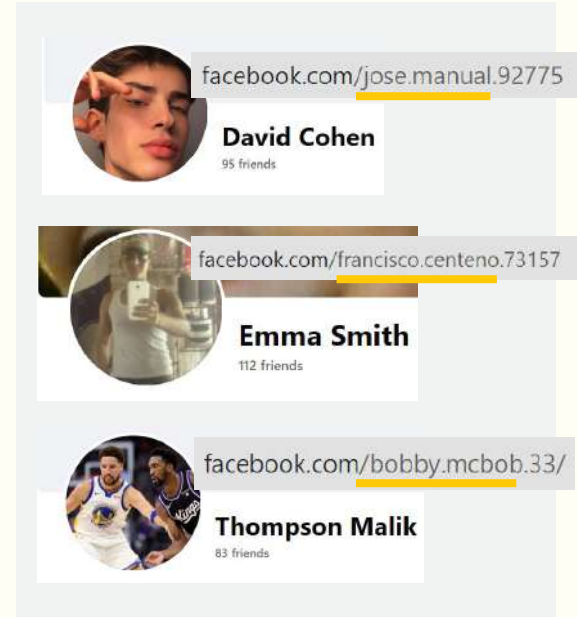 facebook.com/jose.manual.92775
David Cohen
95 friends
facebook.com/francisco.centeno.73157
Emma Smith
112 friends
facebook.com/bobby.mcbob.33/
Kings
Thompson Malik
83 friends